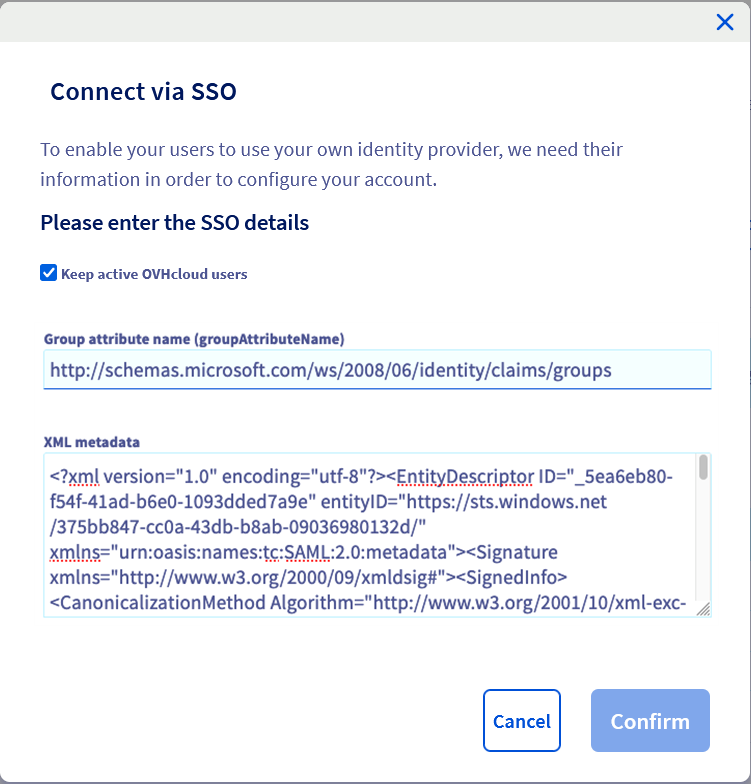 Connect via SSO
To enable your users to use your own identity provider, we need their
information in order to configure your account.
Please enter the SSO details
Keep active OVHcloud users
Group attribute name (groupAttributeName)
http://schemas.microsoft.com/ws/2008/06/identity/claims/groups
XML metadata
<?xml version="1.0" encoding="utf-8"?><EntityDescriptor ID="_5ea6eb80-
f54f-41ad-b6e0-1093dded7a9e" entityID="https://sts.windows.net
/375bb847-cc0a-43db-b8ab-09036980132d/"
xmlns="urn:oasis:names:tc:SAML:2.0:metadata"><Signature
xmlns="http://www.w3.org/2000/09/xmldsig#"><SignedInfo>
<CanonicalizationMethod Algorithm="http://www.w3.org/2001/10/xml-exc-
Cancel
Confirm